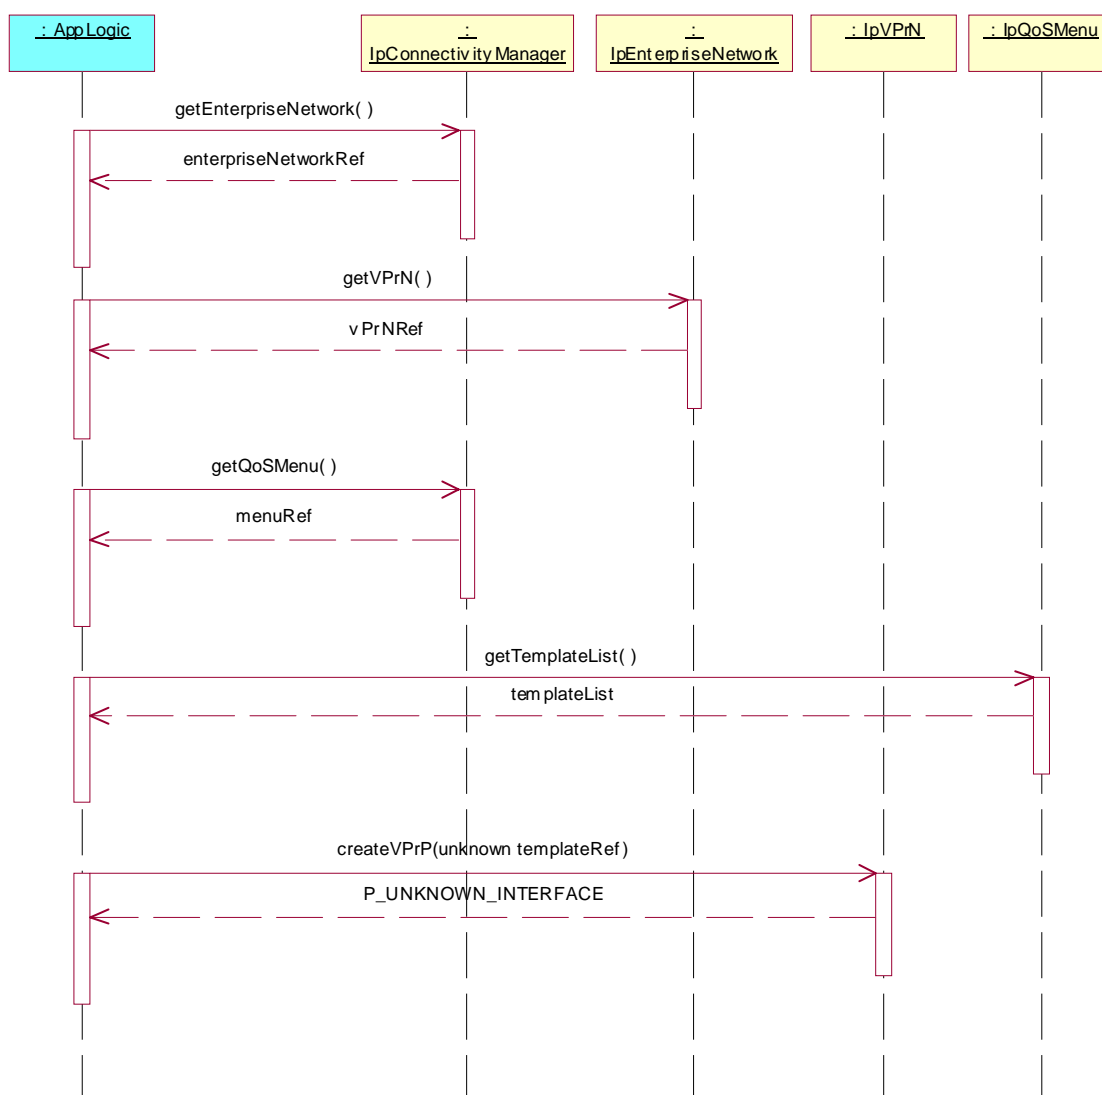 : AppLogic
:
IpConnectivityManager
:
IpEnterpriseNetwork
: IpVPrN
: IpQoSMenu
getEnterpriseNetwork( )
enterpriseNetworkRef
getVPrN( )
vPrNRef
getQoSMenu( )
menuRef
getTemplateList( )
templateList
createVPrP(unknown templateRef)
P_UNKNOWN_INTERFACE